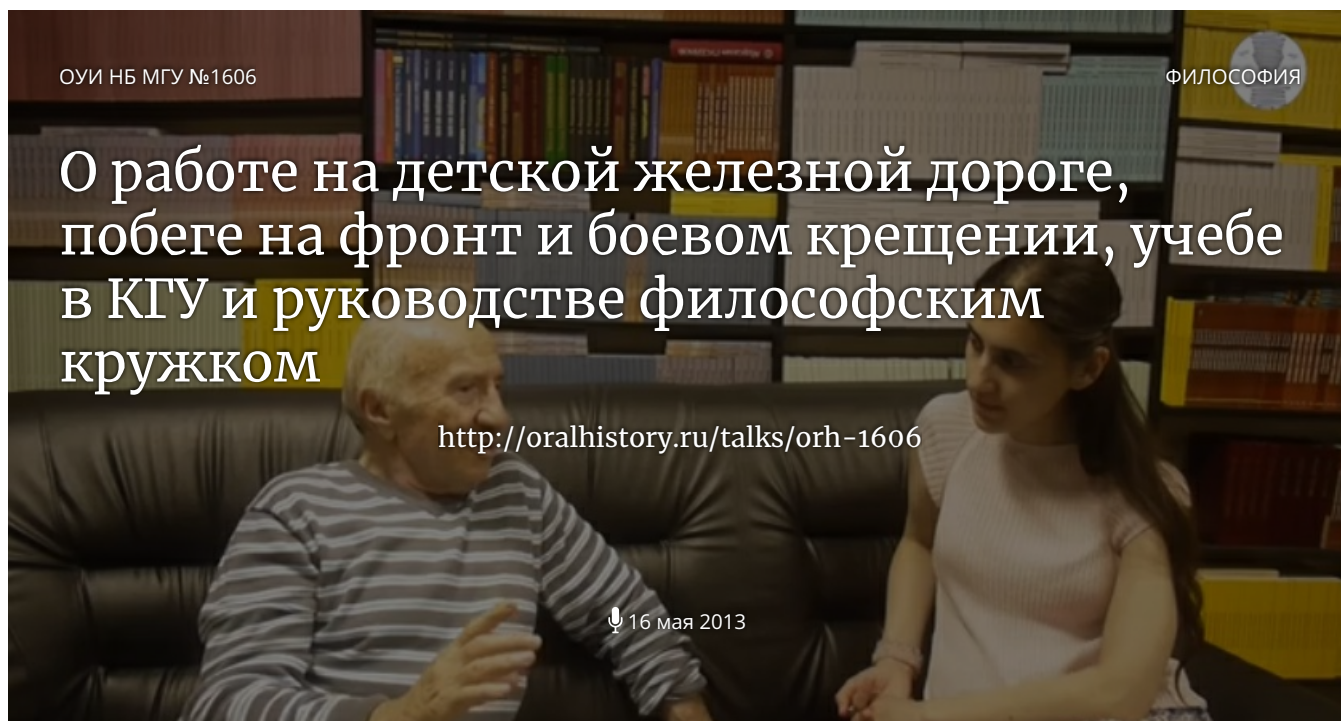 ОУИ НБ МГУ №1606
ФИЛОСОФИЯ
О работе на детской железной дороге,
побеге на фронт и боевом крещении, учебе
в КГУ и руководстве философским
кружком
http://oralhistory.ru/talks/orh-1606
16 мая 2013